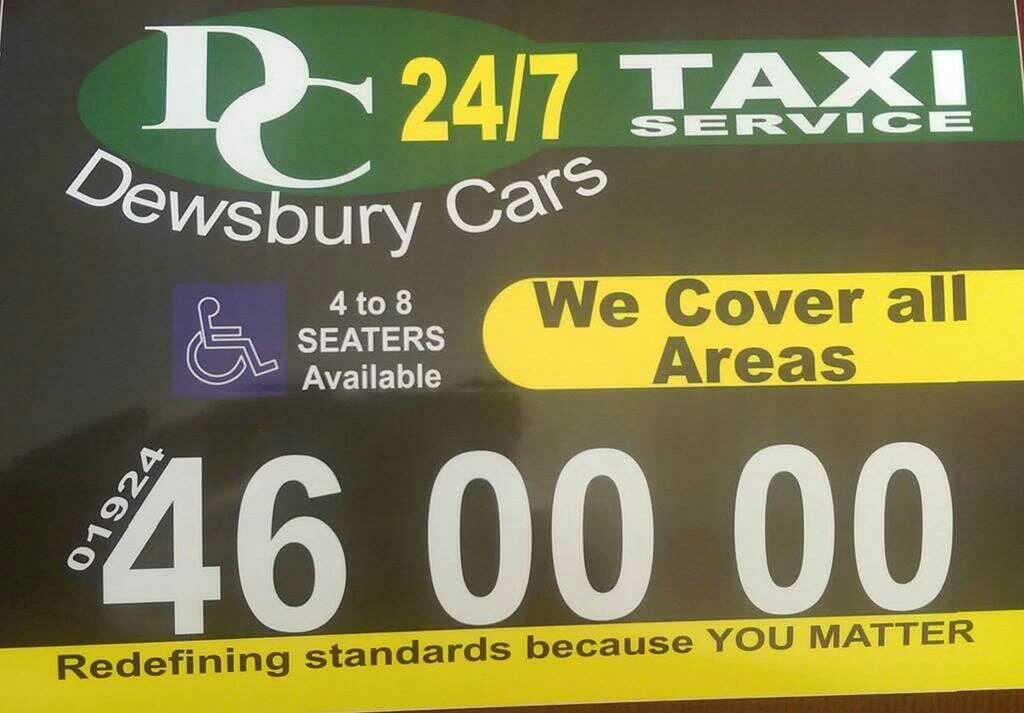 DC 24/7 TAXI
SERVICE
Dewsbury Cars
4 to 8
SEATERS
Available
We Cover all
Areas
01924
46 00 00
Redefining standards because YOU MATTER